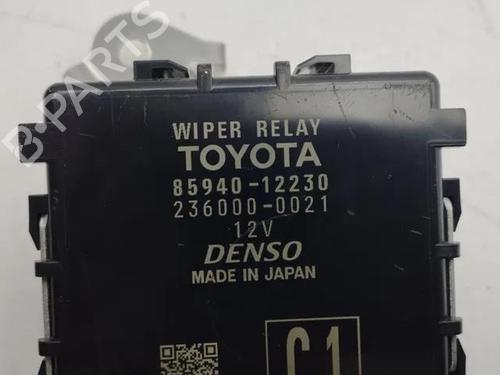 B-PARTS
WIPER RELAY
TOYOTA
85940-12230
236000-0021
12V
DENSO
MADE IN JAPAN
C1